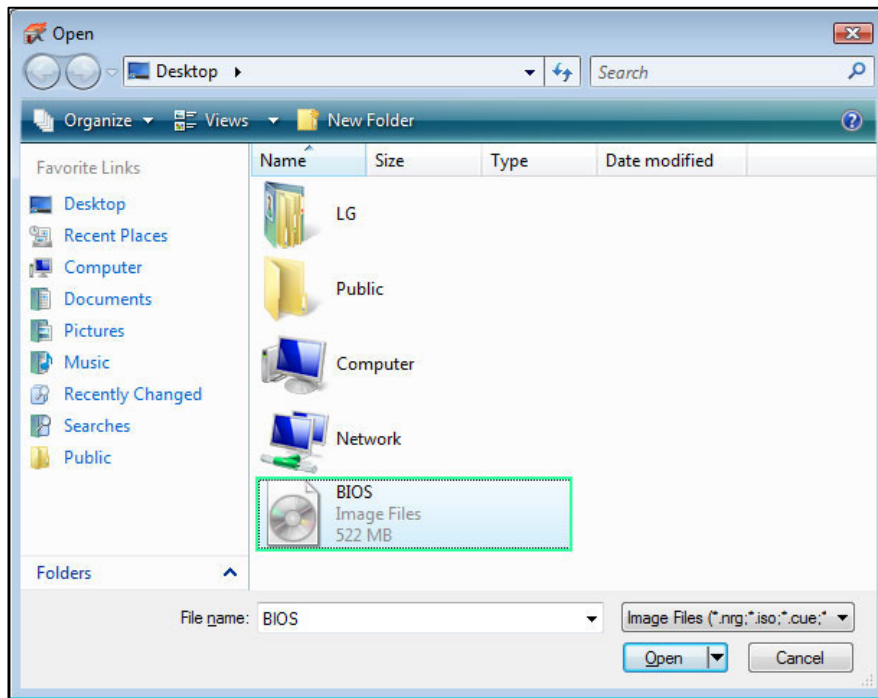 Open
Desktop
Search
Organize Views New Folder
Favorite Links
Desktop
Recent Places
Computer
Documents
Pictures
Music
Recently Changed
Searches
Public
Folders
Name Size Type Date modified
LG
Public
Computer
Network
BIOS
Image Files
522 MB
File name: BIOS
Image Files (*.nrg;*.iso;*.cue;*
Open Cancel